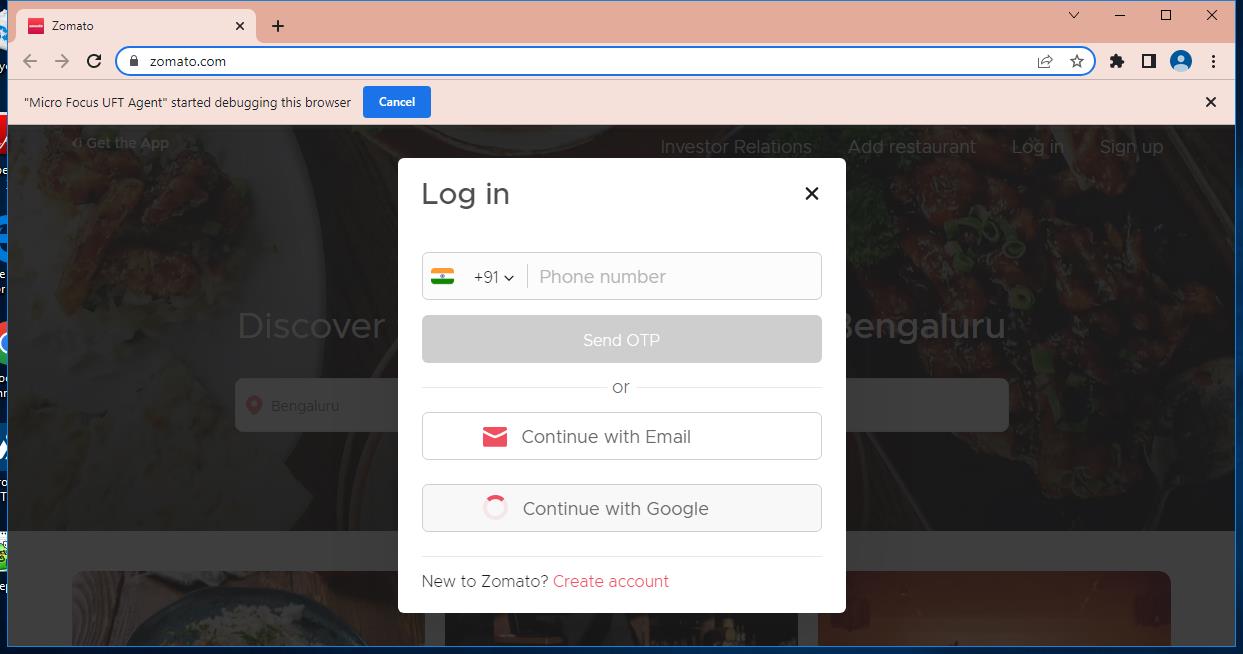 Zomato
zomato.com
"Micro Focus UFT Agent" started debugging this browser Cancel
Get the App Investor Relations Add restaurant Log in Sign up
Log in
+91 Phone number
Discover Bengaluru
Send OTP
or
Bengaluru
Continue with Email
Continue with Google
New to Zomato? Create account